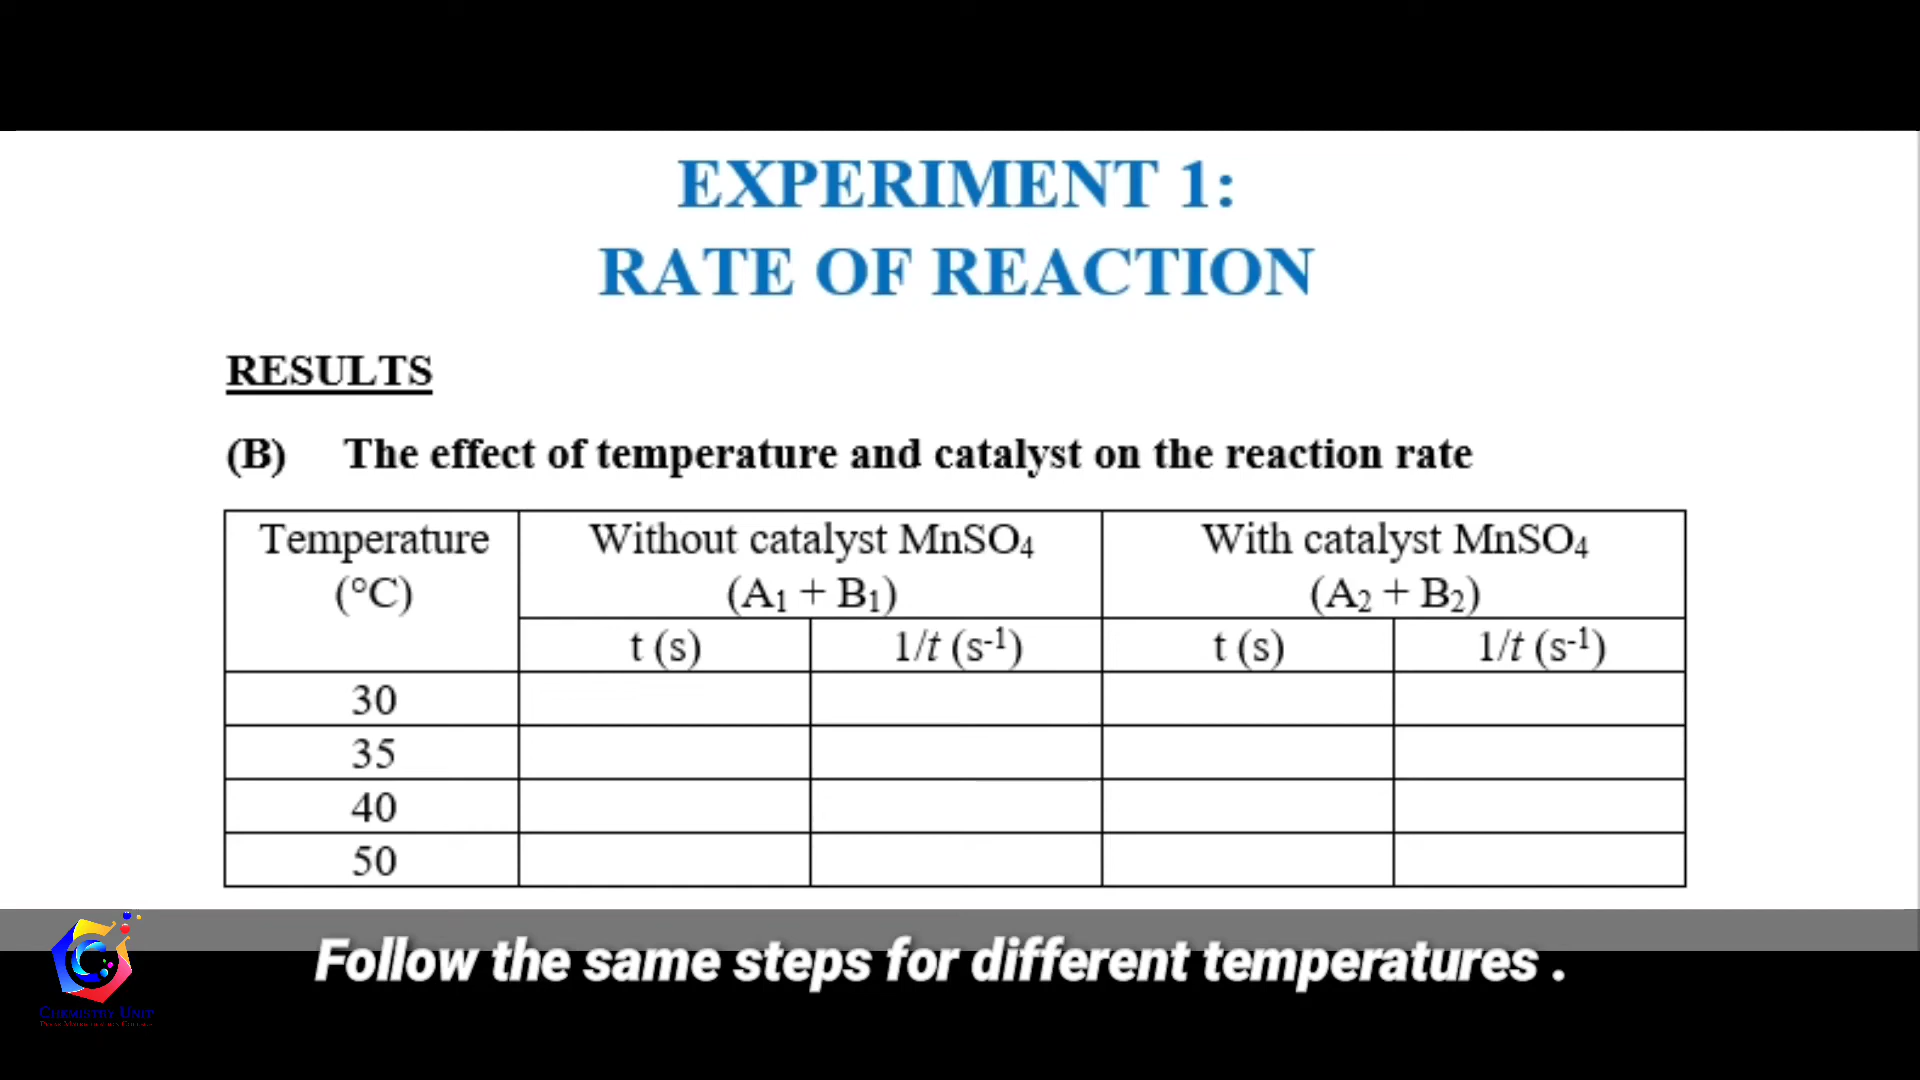 EXPERIMENT 1:
RATE OF REACTION
RESULTS
(B) The effect of temperature and catalyst on the reaction rate
Temperature (°C) Without catalyst MnSO₄ (A₁ + B₁) With catalyst MnSO₄ (A₂ + B₂)
t (s) 1/t (s⁻¹) t (s) 1/t (s⁻¹)
30
35
40
50
Follow the same steps for different temperatures .
CHEMISTRY UNIT